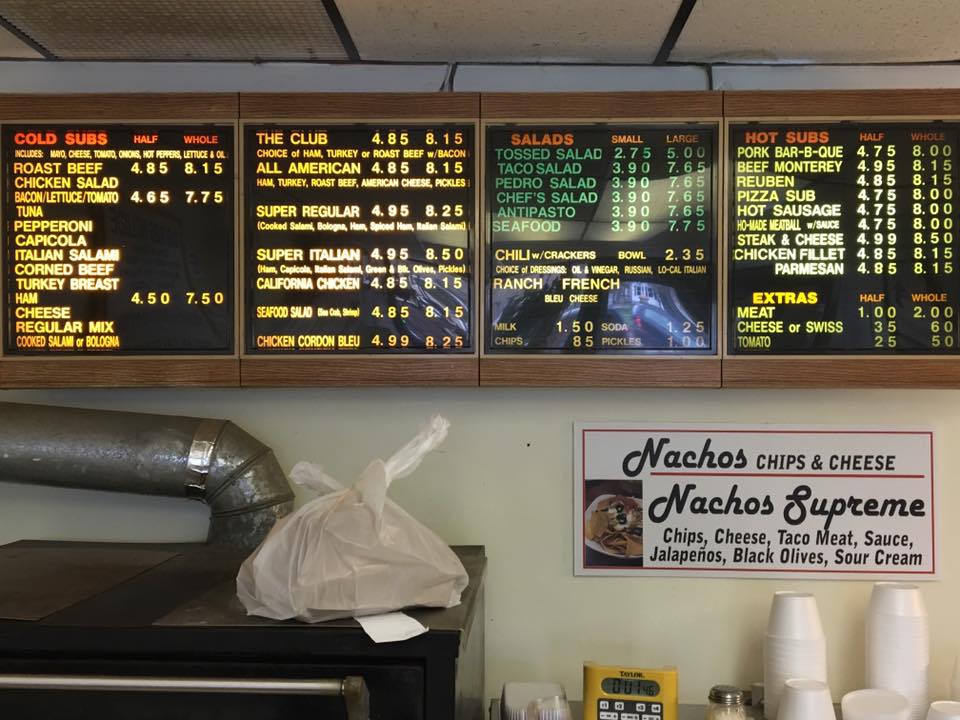 COLD SUBS HALF WHOLE
INCLUDES: MAYO, CHEESE, TOMATO, ONIONS, HOT PEPPERS, LETTUCE & OIL
ROAST BEEF 4.85 8.15
CHICKEN SALAD
BACON/LETTUCE/TOMATO 4.65 7.75
TUNA
PEPPERONI
CAPICOLA
ITALIAN SALAMI
CORNED BEEF
TURKEY BREAST
HAM 4.50 7.50
CHEESE
REGULAR MIX
COOKED SALAMI or BOLOGNA
THE CLUB 4.85 8.15
CHOICE of HAM, TURKEY or ROAST BEEF w/BACON
ALL AMERICAN 4.85 8.15
HAM, TURKEY, ROAST BEEF, AMERICAN CHEESE, PICKLES
SUPER REGULAR 4.95 8.25
(Cooked Salami, Bologna, Ham, Spiced Ham, Italian Salami)
SUPER ITALIAN 4.95 8.50
(Ham, Capicola, Italian Salami, Green & Blk. Olives, Pickles)
CALIFORNIA CHICKEN 4.85 8.15
SEAFOOD SALAD (Sea Crab, Shrimp) 4.85 8.15
CHICKEN CORDON BLEU 4.99 8.25
SALADS SMALL LARGE
TOSSED SALAD 2.75 5.00
TACO SALAD 3.90 7.65
PEDRO SALAD 3.90 7.65
CHEF'S SALAD 3.90 7.65
ANTIPASTO 3.90 7.65
SEAFOOD 3.90 7.75
CHILI w/CRACKERS BOWL 2.35
CHOICE of DRESSINGS: OIL & VINEGAR, RUSSIAN, LO-CAL ITALIAN
RANCH FRENCH
BLEU CHEESE
MILK 1.50 SODA 1.25
CHIPS 85 PICKLES 1.00
HOT SUBS HALF WHOLE
PORK BAR-B-QUE 4.75 8.00
BEEF MONTEREY 4.95 8.15
REUBEN 4.85 8.15
PIZZA SUB 4.75 8.00
HOT SAUSAGE 4.75 8.00
HO-MADE MEATBALL w/SAUCE 4.75 8.00
STEAK & CHEESE 4.99 8.50
CHICKEN FILLET 4.85 8.15
PARMESAN 4.85 8.15
EXTRAS HALF WHOLE
MEAT 1.00 2.00
CHEESE or SWISS 35 60
TOMATO 25 50
Nachos CHIPS & CHEESE
Nachos Supreme
Chips, Cheese, Taco Meat, Sauce,
Jalapeños, Black Olives, Sour Cream
TAYLOR